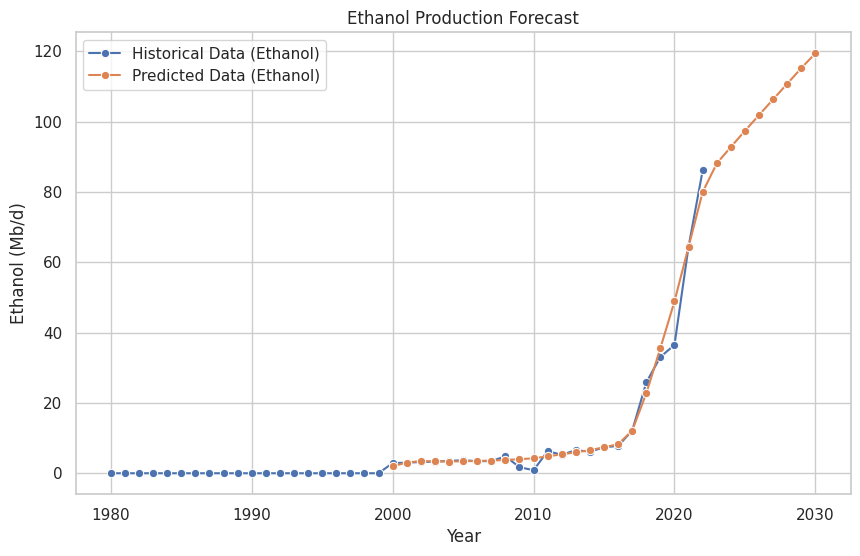 Ethanol Production Forecast
Historical Data (Ethanol)
Predicted Data (Ethanol)
Ethanol (Mb/d)
120
100
80
60
40
20
0
1980 1990 2000 2010 2020 2030
Year